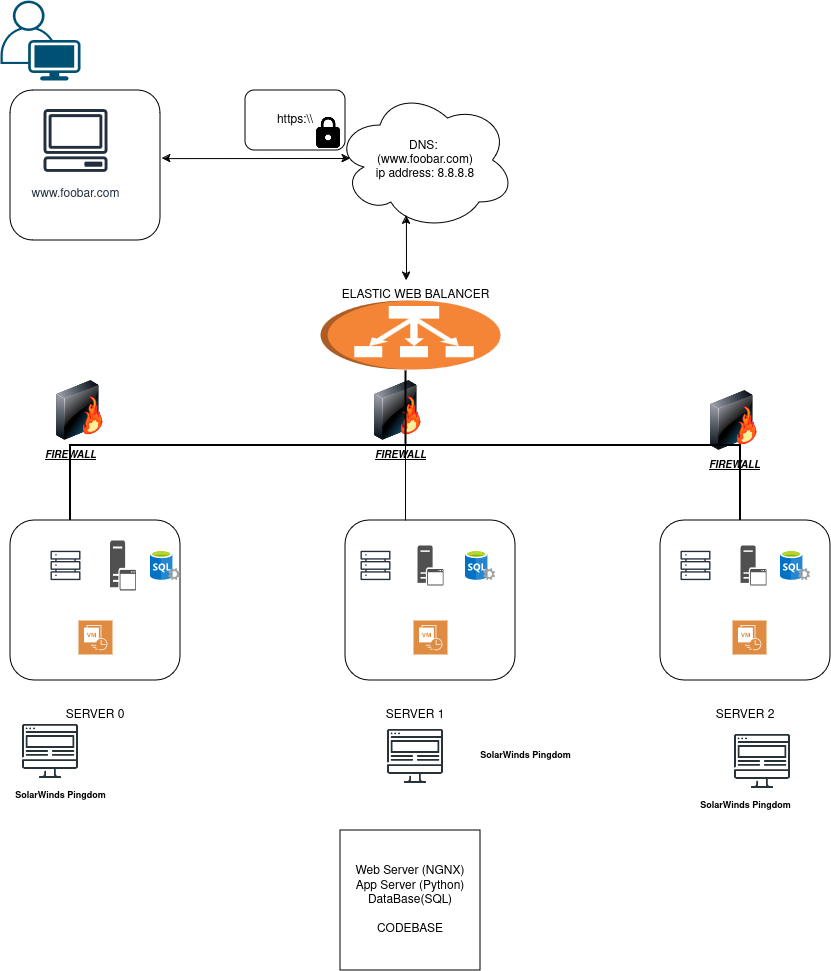 https:\\
DNS:
(www.foobar.com)
ip address: 8.8.8.8
www.foobar.com
ELASTIC WEB BALANCER
FIREWALL
FIREWALL
FIREWALL
SQL
SQL
SQL
VM
VM
VM
SERVER 0
SERVER 1
SERVER 2
SolarWinds Pingdom
SolarWinds Pingdom
SolarWinds Pingdom
Web Server (NGNX)
App Server (Python)
DataBase(SQL)
CODEBASE